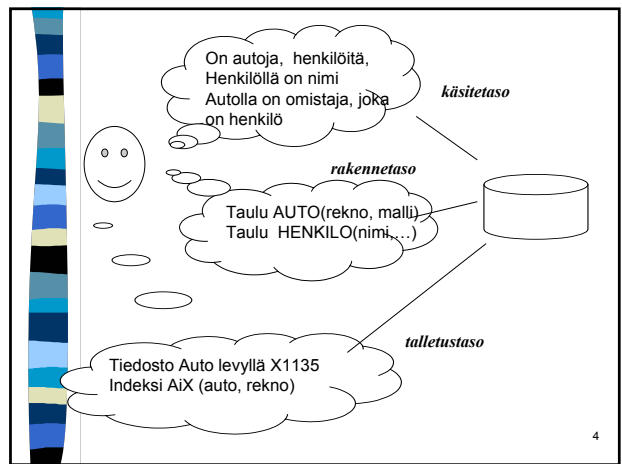 On autoja, henkilöitä,
Henkilöllä on nimi
Autolla on omistaja, joka
on henkilö
käsitetaso
rakennetaso
Taulu AUTO(rekno, malli)
Taulu HENKILO(nimi,…)
talletustaso
Tiedosto Auto levyllä X1135
Indeksi AiX (auto, rekno)
4